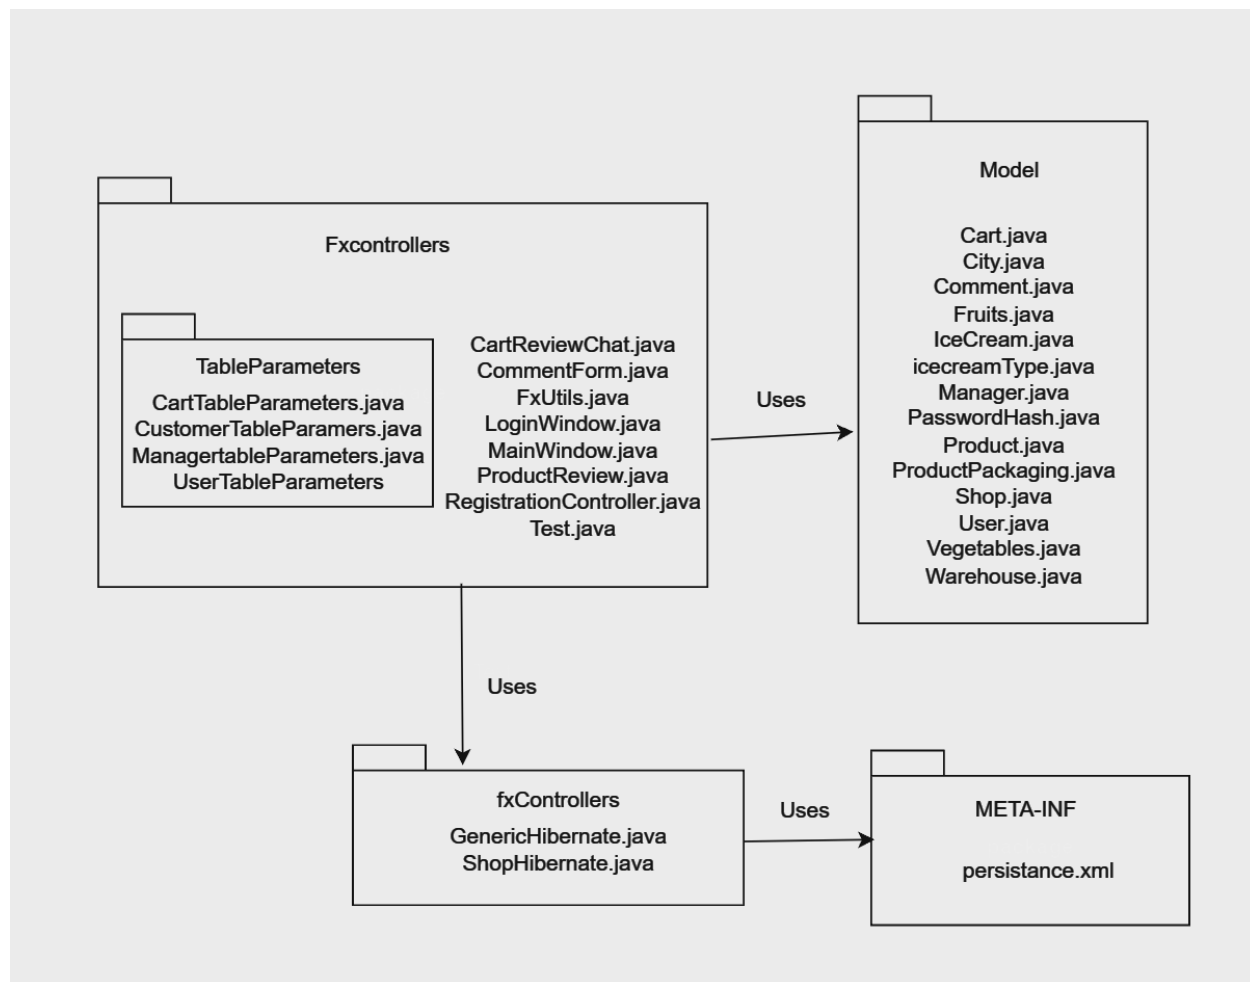 Model
Cart.java
City.java
Comment.java
Fruits.java
IceCream.java
icecreamType.java
Manager.java
PasswordHash.java
Product.java
ProductPackaging.java
Shop.java
User.java
Vegetables.java
Warehouse.java
Fxcontrollers
TableParameters
CartTableParameters.java
CustomerTableParamers.java
ManagertableParameters.java
UserTableParameters
CartReviewChat.java
CommentForm.java
FxUtils.java
LoginWindow.java
MainWindow.java
ProductReview.java
RegistrationController.java
Test.java
Uses
Uses
fxControllers
GenericHibernate.java
ShopHibernate.java
Uses
META-INF
persistance.xml